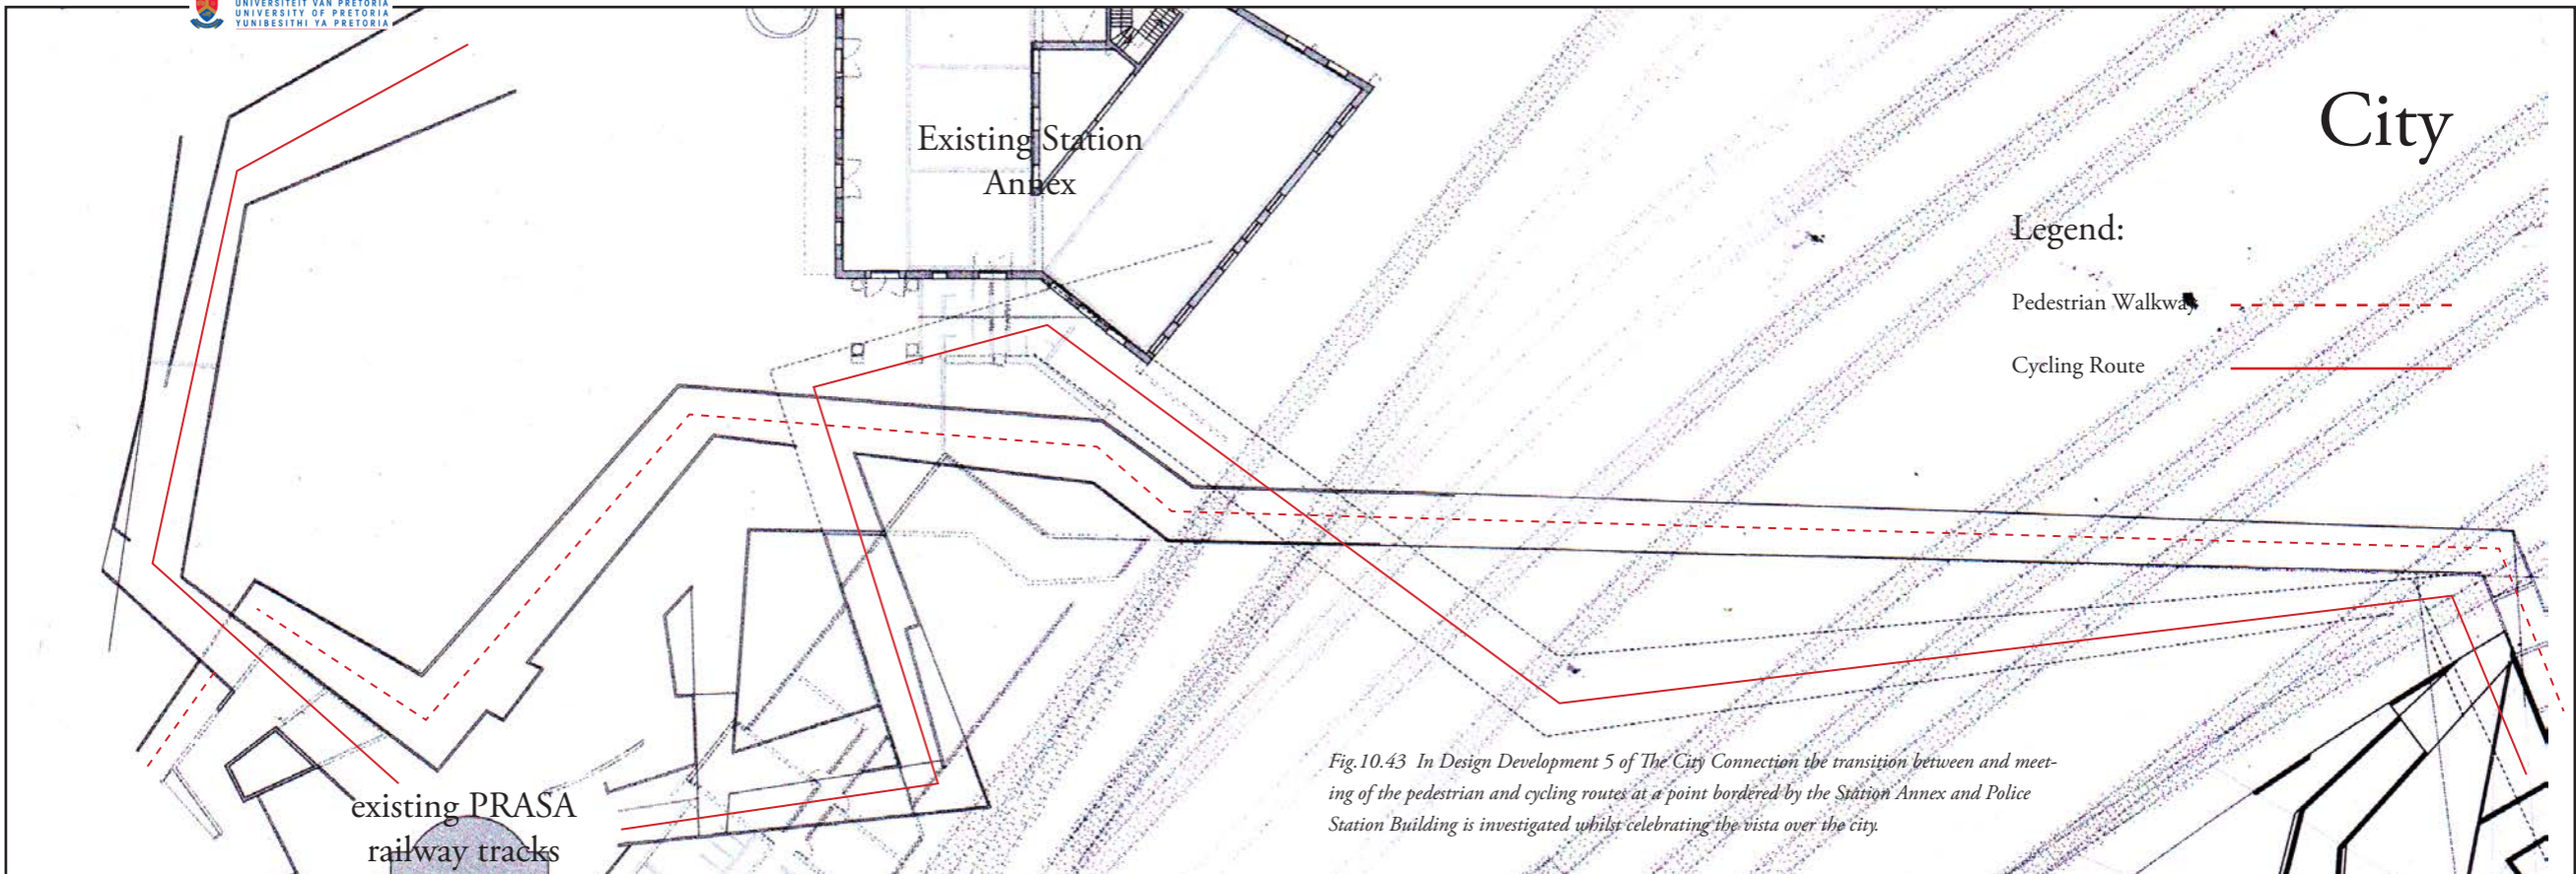 UNIVERSITEIT VAN PRETORIA
UNIVERSITY OF PRETORIA
YUNIBESITHI YA PRETORIA
City
Existing Station
Annex
Legend:
Pedestrian Walkway
Cycling Route
Fig.10.43 In Design Development 5 of The City Connection the transition between and meet-
ing of the pedestrian and cycling routes at a point bordered by the Station Annex and Police
Station Building is investigated whilst celebrating the vista over the city.
existing PRASA
railway tracks